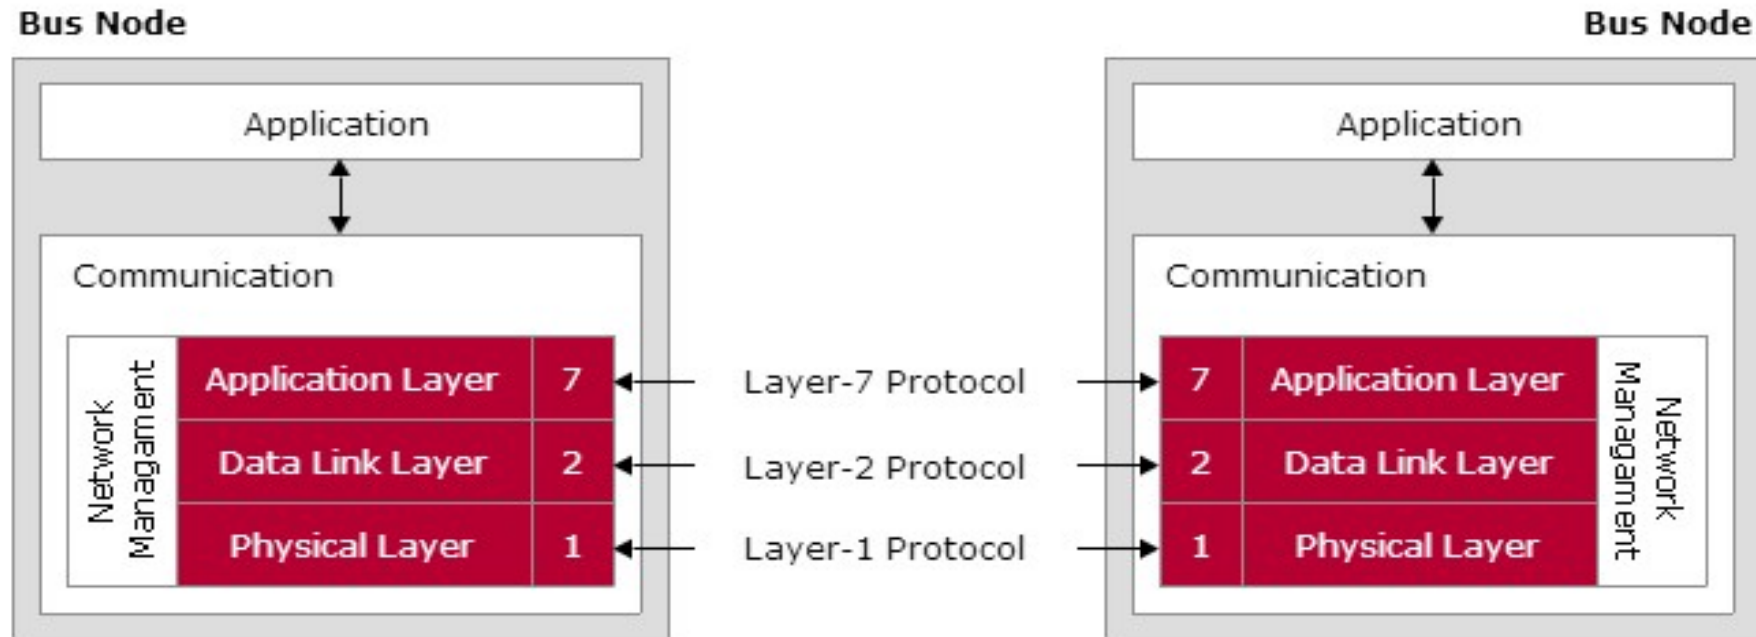 Bus Node
Bus Node
Application
Application
Communication
Communication
Network
Managament
Application Layer 7
Data Link Layer 2
Physical Layer 1
Layer-7 Protocol
Layer-2 Protocol
Layer-1 Protocol
7 Application Layer
2 Data Link Layer
1 Physical Layer
Network
Managament